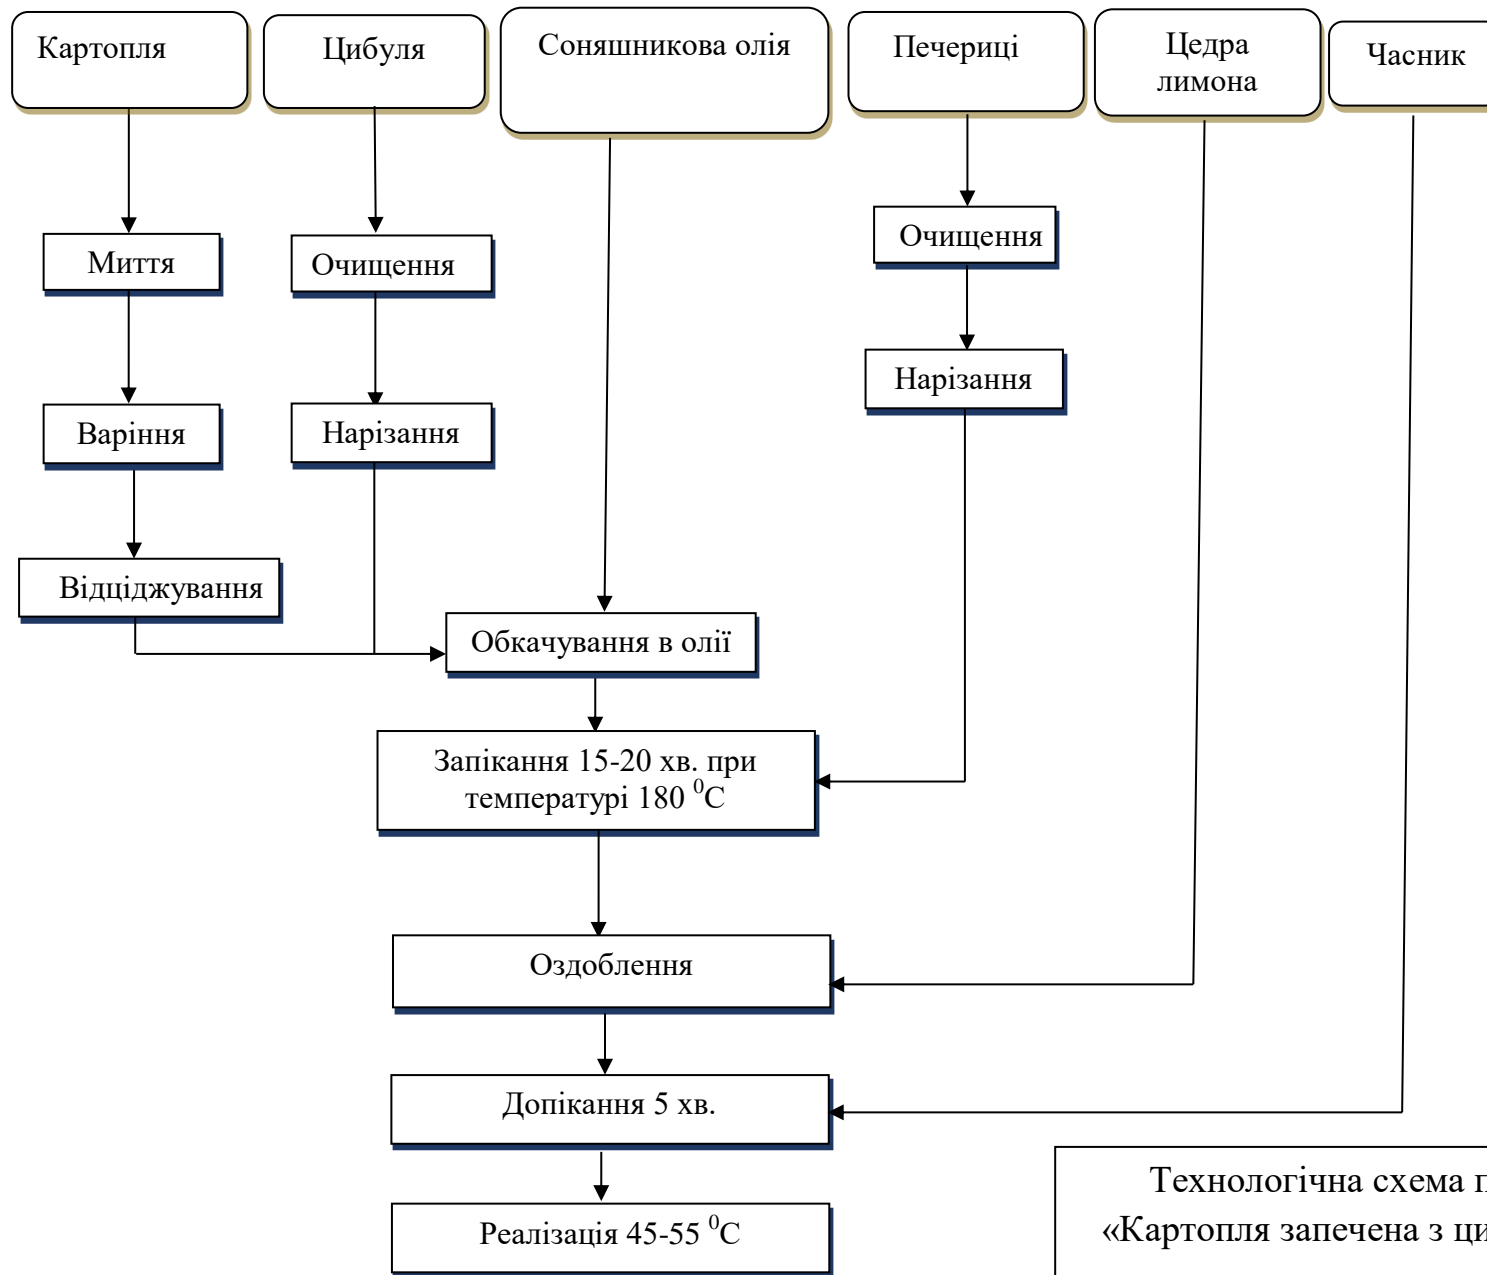 Картопля
Цибуля
Соняшникова олія
Печериці
Цедра
лимона
Часник
Миття
Очищення
Очищення
Нарізання
Варіння
Нарізання
Відціджування
Обкачування в олії
Запікання 15-20 хв. при
температурі 180 ⁰С
Оздоблення
Допікання 5 хв.
Реалізація 45-55 ⁰С
Технологічна схема п
«Картопля запечена з ци